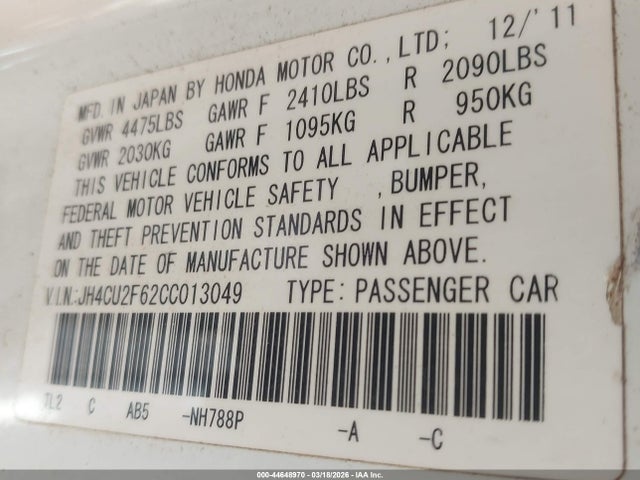 MFD. IN JAPAN BY HONDA MOTOR CO.,LTD; 12/'11
GVWR 4475LBS GAWR F 2410LBS R 2090LBS
GVWR 2030KG GAWR F 1095KG R 950KG
THIS VEHICLE CONFORMS TO ALL APPLICABLE
FEDERAL MOTOR VEHICLE SAFETY , BUMPER,
AND THEFT PREVENTION STANDARDS IN EFFECT
ON THE DATE OF MANUFACTURE SHOWN ABOVE.
V.I.N.:JH4CU2F62CC013049 TYPE: PASSENGER CAR
TL2 C AB5 -NH788P -A -C
000-44648970 - 03/18/2026 - IAA Inc.